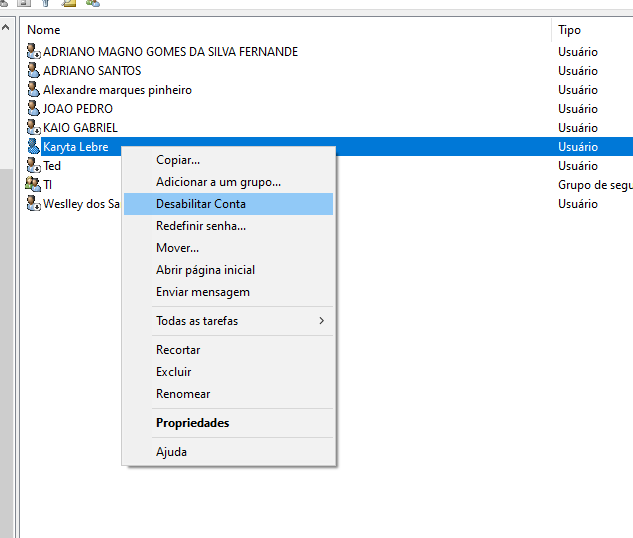 Nome Tipo
ADRIANO MAGNO GOMES DA SILVA FERNANDE Usuário
ADRIANO SANTOS Usuário
Alexandre marques pinheiro Usuário
JOAO PEDRO Usuário
KAIO GABRIEL Usuário
Karyta Lebre Usuário
Ted Usuário
TI Grupo de segu
Weslley dos Sa Usuário
Copiar...
Adicionar a um grupo...
Desabilitar Conta
Redefinir senha...
Mover...
Abrir página inicial
Enviar mensagem
Todas as tarefas
Recortar
Excluir
Renomear
Propriedades
Ajuda